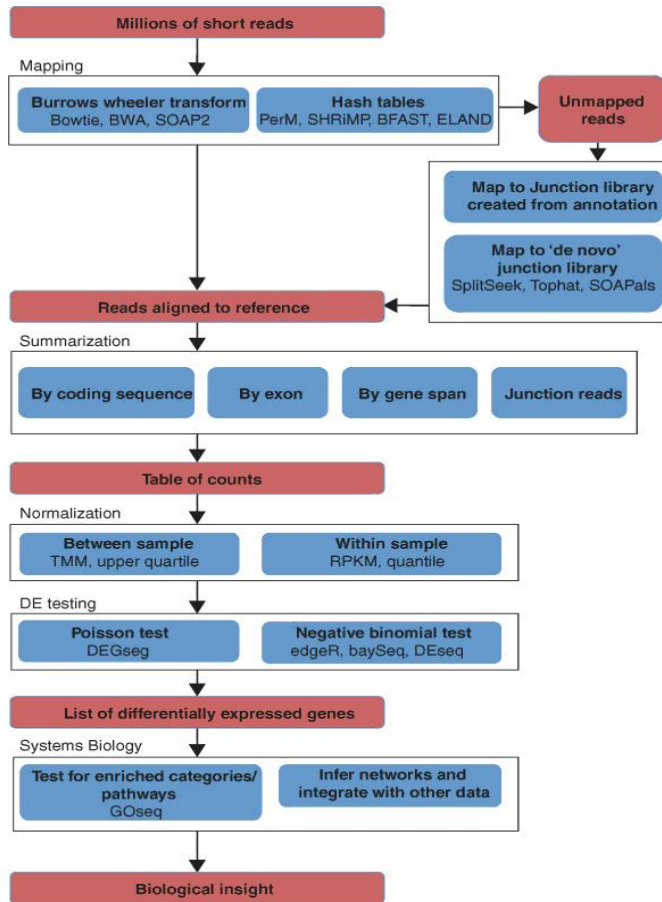 Millions of short reads
Mapping
Burrows wheeler transform
Bowtie, BWA, SOAP2
Hash tables
PerM, SHRiMP, BFAST, ELAND
Unmapped
reads
Map to Junction library
created from annotation
Map to ‘de novo’
junction library
SplitSeek, Tophat, SOAPals
Reads aligned to reference
Summarization
By coding sequence
By exon
By gene span
Junction reads
Table of counts
Normalization
Between sample
TMM, upper quartile
Within sample
RPKM, quantile
DE testing
Poisson test
DEGseg
Negative binomial test
edgeR, baySeq, DEseq
List of differentially expressed genes
Systems Biology
Test for enriched categories/
pathways
GOseq
Infer networks and
integrate with other data
Biological insight